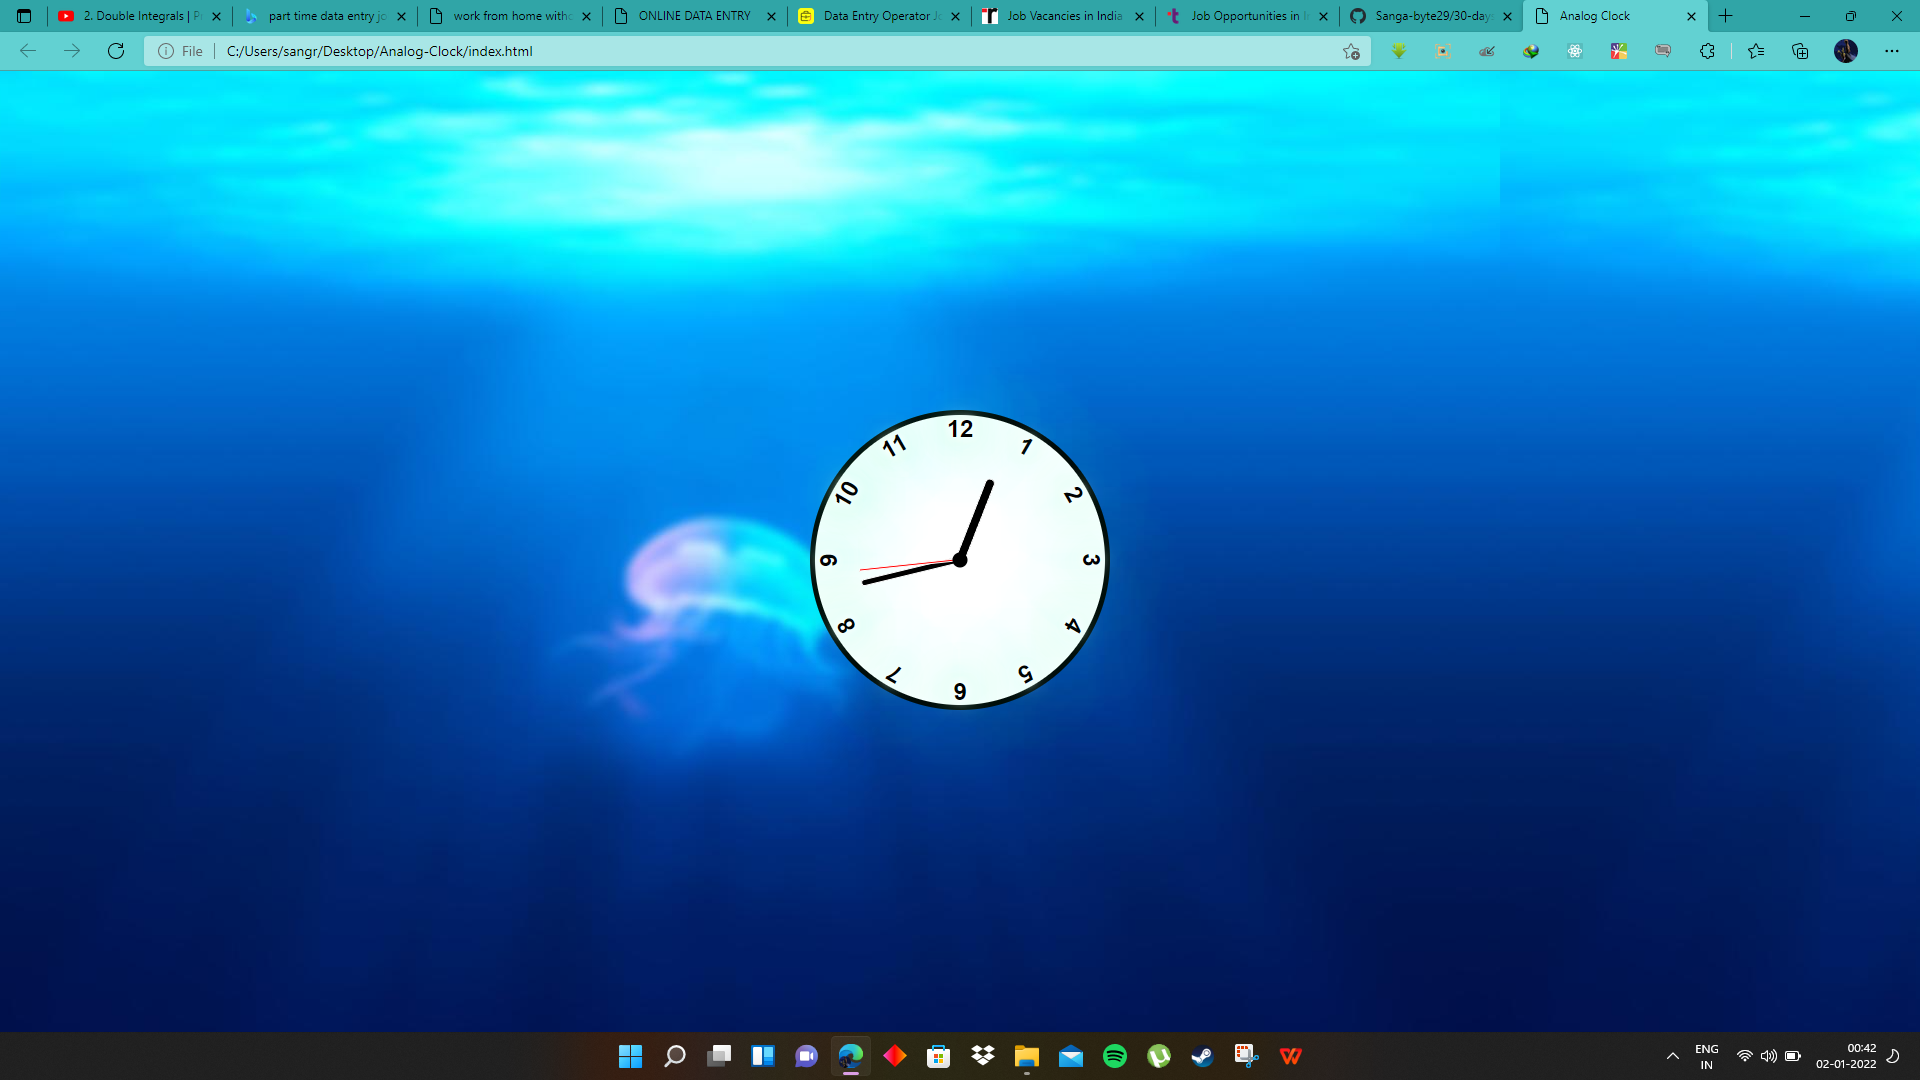 2. Double Integrals | P
part time data entry jo
work from home witho
ONLINE DATA ENTRY
Data Entry Operator Jo
Job Vacancies in India
Job Opportunities in I
Sanga-byte29/30-days
Analog Clock
File
C:/Users/sangr/Desktop/Analog-Clock/index.html
12
1
2
3
4
5
6
7
8
9
10
11
ENG
IN
00:42
02-01-2022